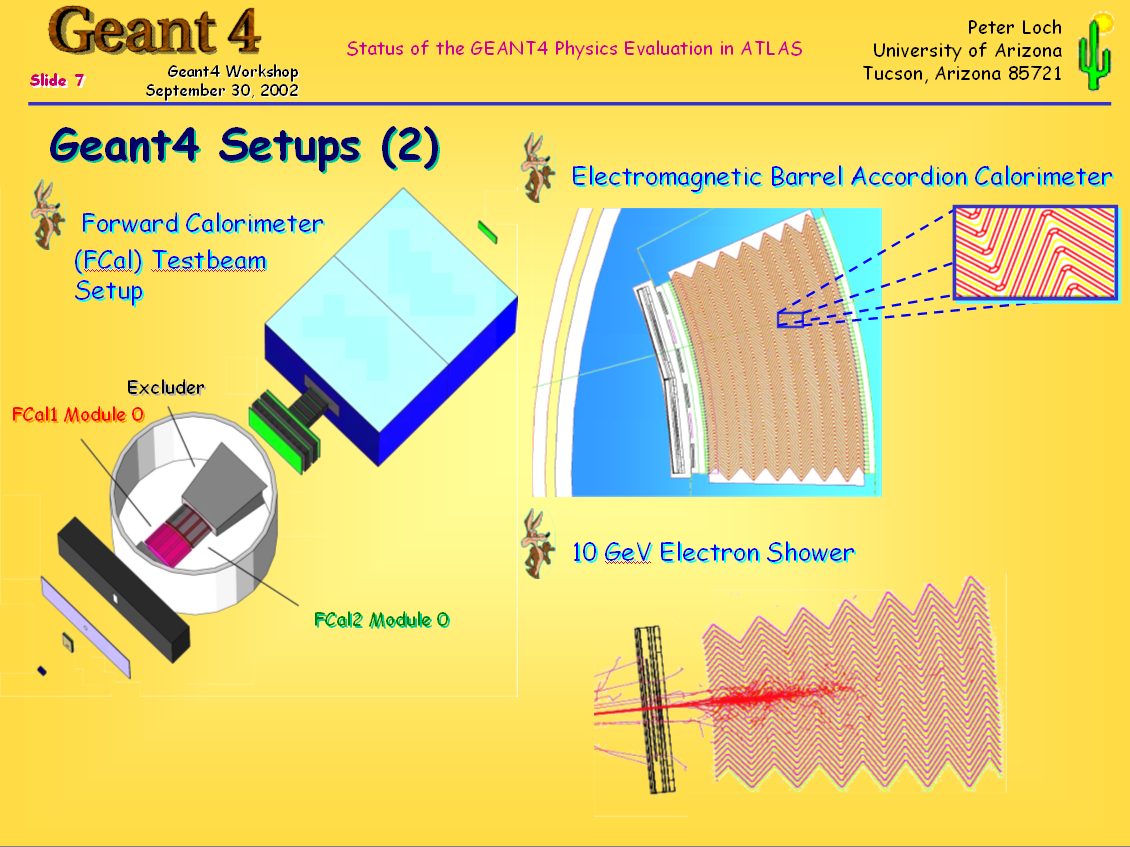 Geant 4
Slide 7
Geant4 Workshop
September 30, 2002
Status of the GEANT4 Physics Evaluation in ATLAS
Peter Loch
University of Arizona
Tucson, Arizona 85721
Geant4 Setups (2)
Forward Calorimeter
(FCal) Testbeam
Setup
Excluder
FCal1 Module 0
FCal2 Module 0
Electromagnetic Barrel Accordion Calorimeter
10 GeV Electron Shower